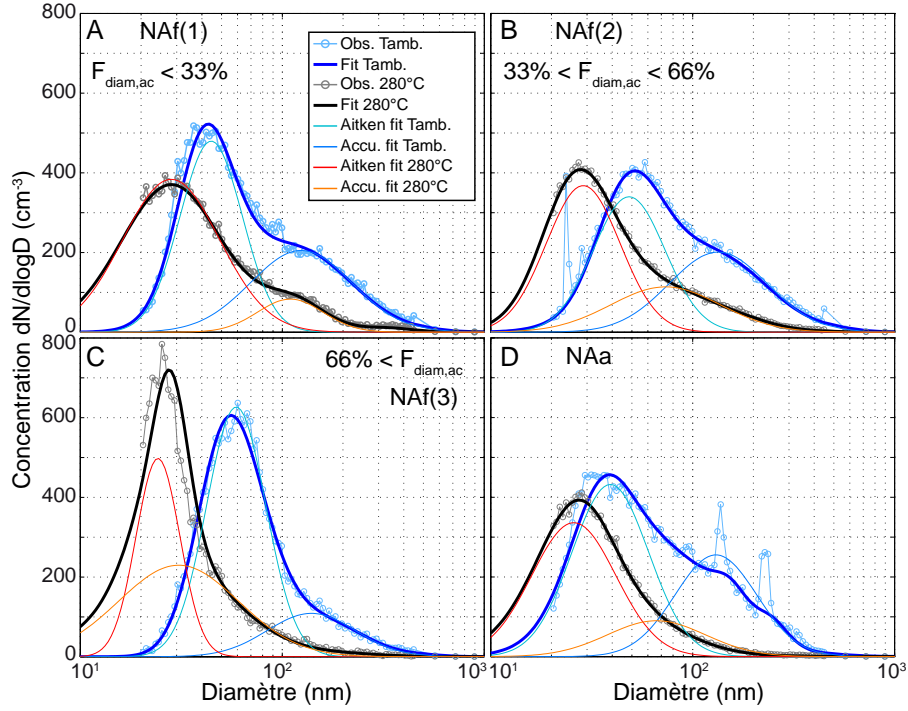 A NAf(1)
F_diam,ac < 33%
Obs. Tamb.
Fit Tamb.
Obs. 280°C
Fit 280°C
Aitken fit Tamb.
Accu. fit Tamb.
Aitken fit 280°C
Accu. fit 280°C
B NAf(2)
33% < F_diam,ac < 66%
800
600
400
200
0
C 66% < F_diam,ac
NAf(3)
D NAa
800
600
400
200
0
Concentration dN/dlogD (cm⁻³)
10¹ 10² 10³
10¹ 10² 10³
Diamètre (nm)
Diamètre (nm)